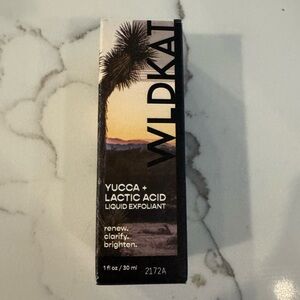 WLDKAT
YUCCA +
LACTIC ACID
LIQUID EXFOLIANT
renew.
clarify.
brighten.
1 fl oz / 30 ml
2172A